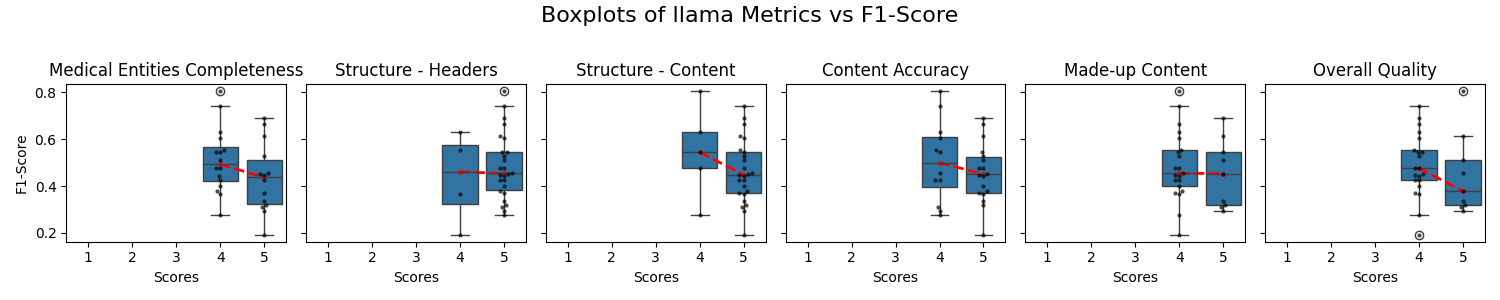 Boxplots of llama Metrics vs F1-Score
Medical Entities Completeness
Structure - Headers
Structure - Content
Content Accuracy
Made-up Content
Overall Quality
F1-Score
0.8
0.6
0.4
0.2
1 2 3 4 5
1 2 3 4 5
1 2 3 4 5
1 2 3 4 5
1 2 3 4 5
1 2 3 4 5
Scores
Scores
Scores
Scores
Scores
Scores